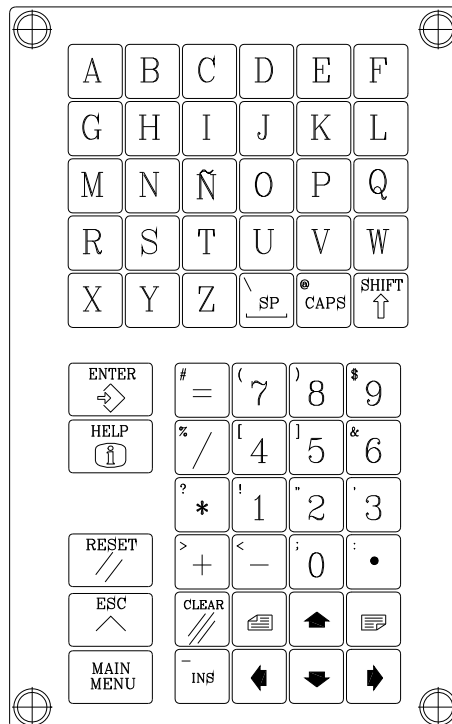 A B C D E F
G H I J K L
M N Ñ O P Q
R S T U V W
X Y Z \ SP @ CAPS SHIFT
ENTER # = ( 7 ) 8 $ 9
HELP i % / [ 4 ] 5 & 6
? * ! 1 " 2 ' 3
RESET > + < - ; 0 : •
ESC CLEAR
MAIN
MENU
_ INS